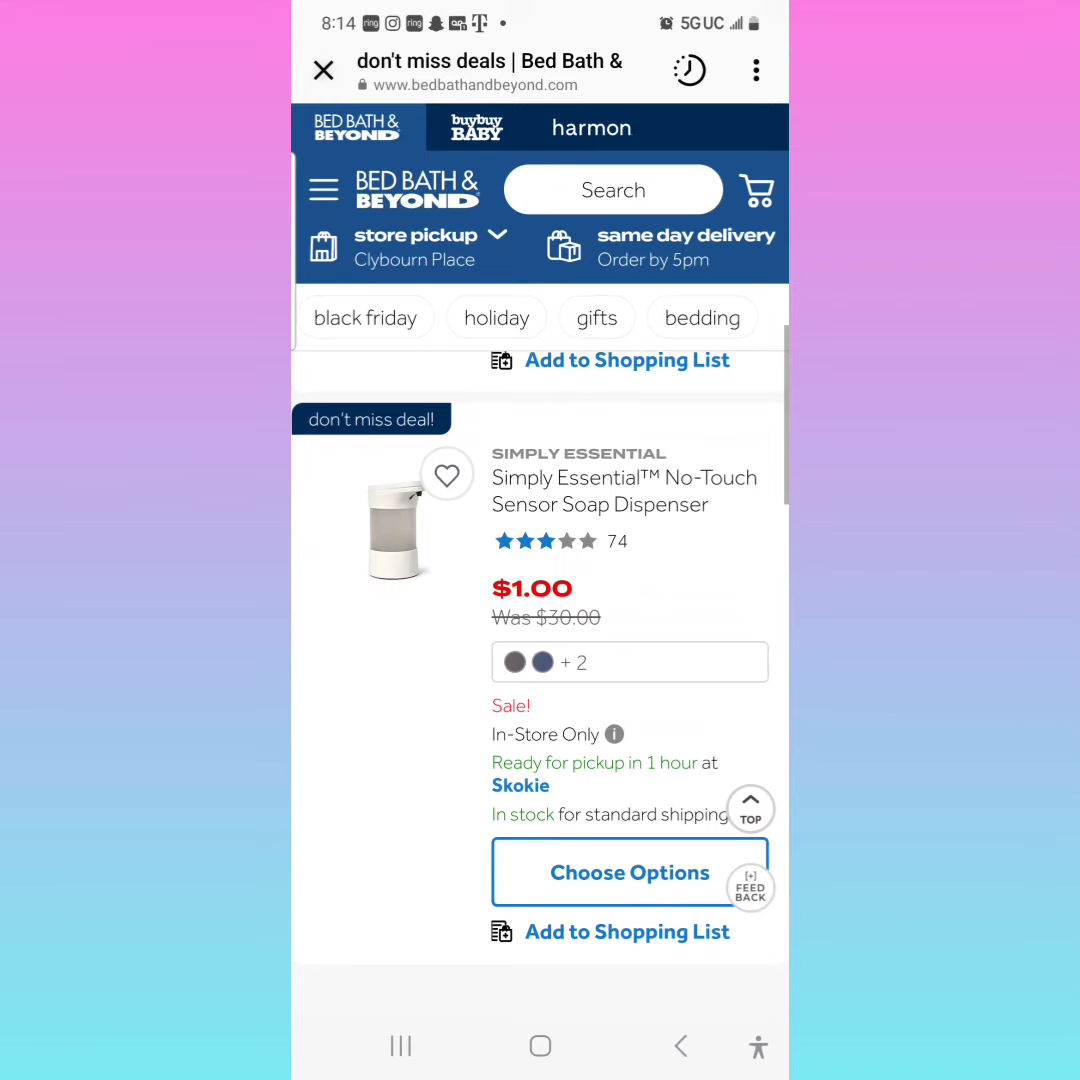 8:14 ring ring 5G UC
don't miss deals | Bed Bath &
www.bedbathandbeyond.com
BED BATH &
BEYOND
buybuy
BABY
harmon
BED BATH &
BEYOND
Search
store pickup
Clybourn Place
same day delivery
Order by 5pm
black friday holiday gifts bedding
Add to Shopping List
don't miss deal!
SIMPLY ESSENTIAL
Simply Essential™ No-Touch
Sensor Soap Dispenser
74
$1.00
Was $30.00
+ 2
Sale!
In-Store Only i
Ready for pickup in 1 hour at
Skokie
In stock for standard shipping
TOP
Choose Options
[+]
FEED
BACK
Add to Shopping List